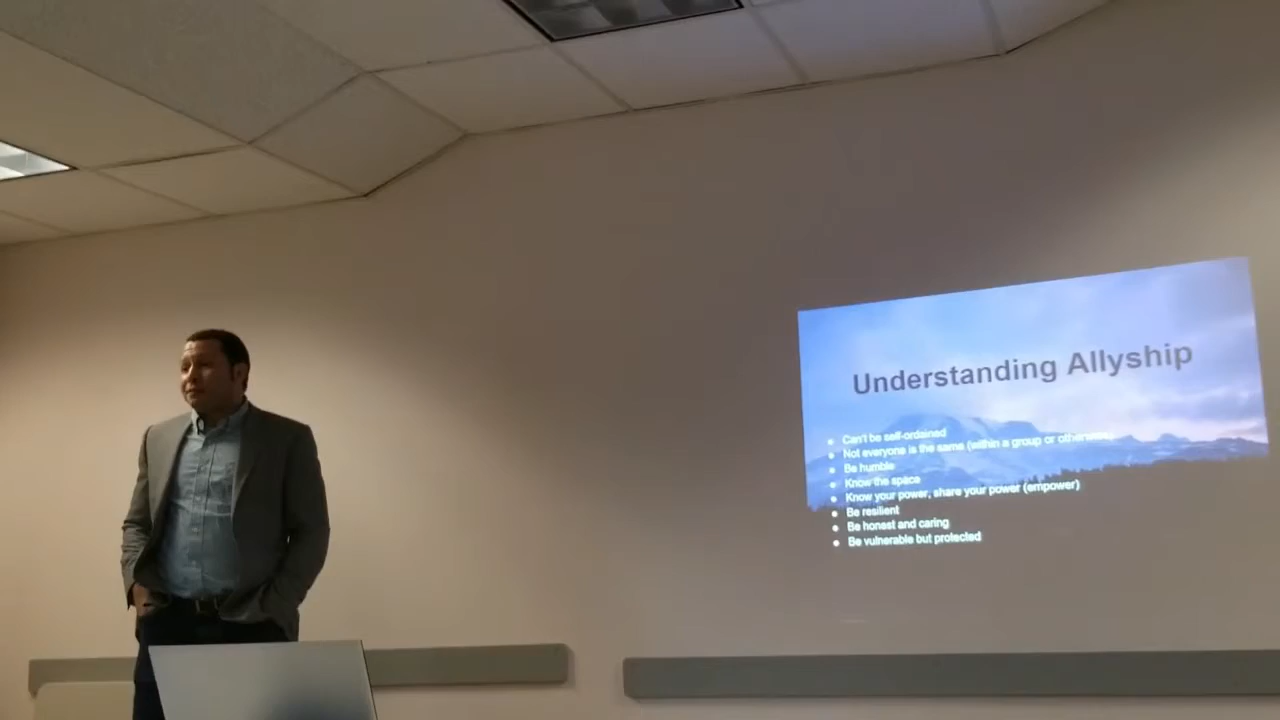 Understanding Allyship
● Can't be self-ordained
● Not everyone is the same (within a group or otherwise)
● Be humble
● Know the space
● Know your power, share your power (empower)
● Be resilient
● Be honest and caring
● Be vulnerable but protected